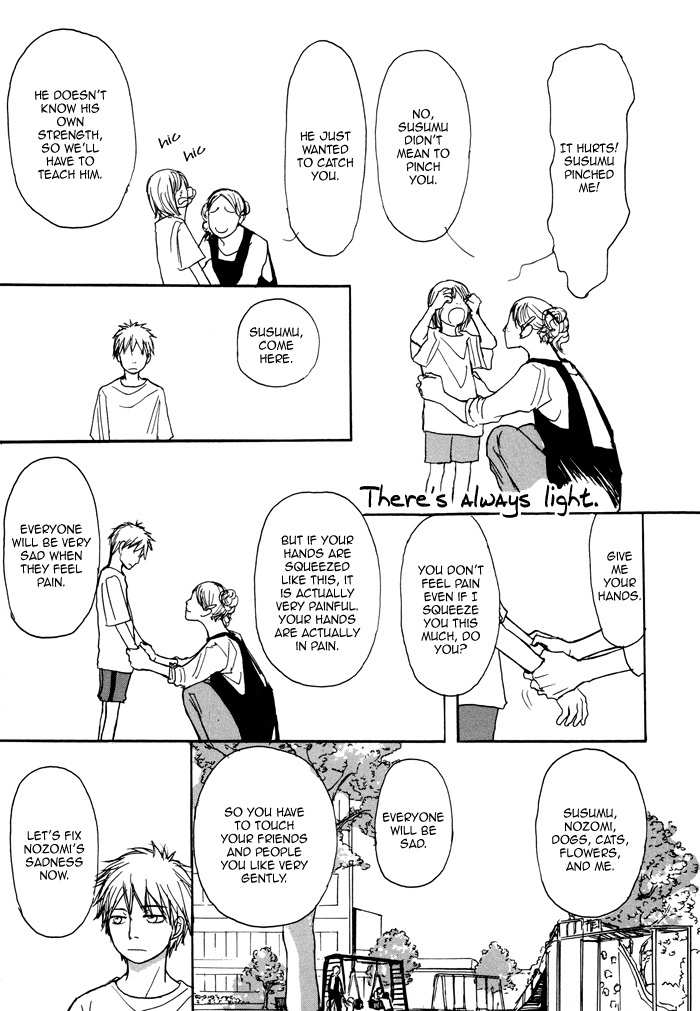 IT HURTS!
SUSUMU
PINCHED
ME!
NO,
SUSUMU
DIDN'T
MEAN TO
PINCH
YOU.
HE JUST
WANTED
TO CATCH
YOU.
hic
hic
HE DOESN'T
KNOW HIS
OWN
STRENGTH,
SO WE'LL
HAVE TO
TEACH HIM.
SUSUMU,
COME
HERE.
There's always light.
GIVE
ME
YOUR
HANDS.
YOU DON'T
FEEL PAIN
EVEN IF I
SQUEEZE
YOU THIS
MUCH, DO
YOU?
BUT IF YOUR
HANDS ARE
SQUEEZED
LIKE THIS, IT
IS ACTUALLY
VERY PAINFUL.
YOUR HANDS
ARE ACTUALLY
IN PAIN.
EVERYONE
WILL BE VERY
SAD WHEN
THEY FEEL
PAIN.
SUSUMU,
NOZOMI,
DOGS, CATS,
FLOWERS,
AND ME.
EVERYONE
WILL BE
SAD.
SO YOU HAVE
TO TOUCH
YOUR FRIENDS
AND PEOPLE
YOU LIKE VERY
GENTLY.
LET'S FIX
NOZOMI'S
SADNESS
NOW.